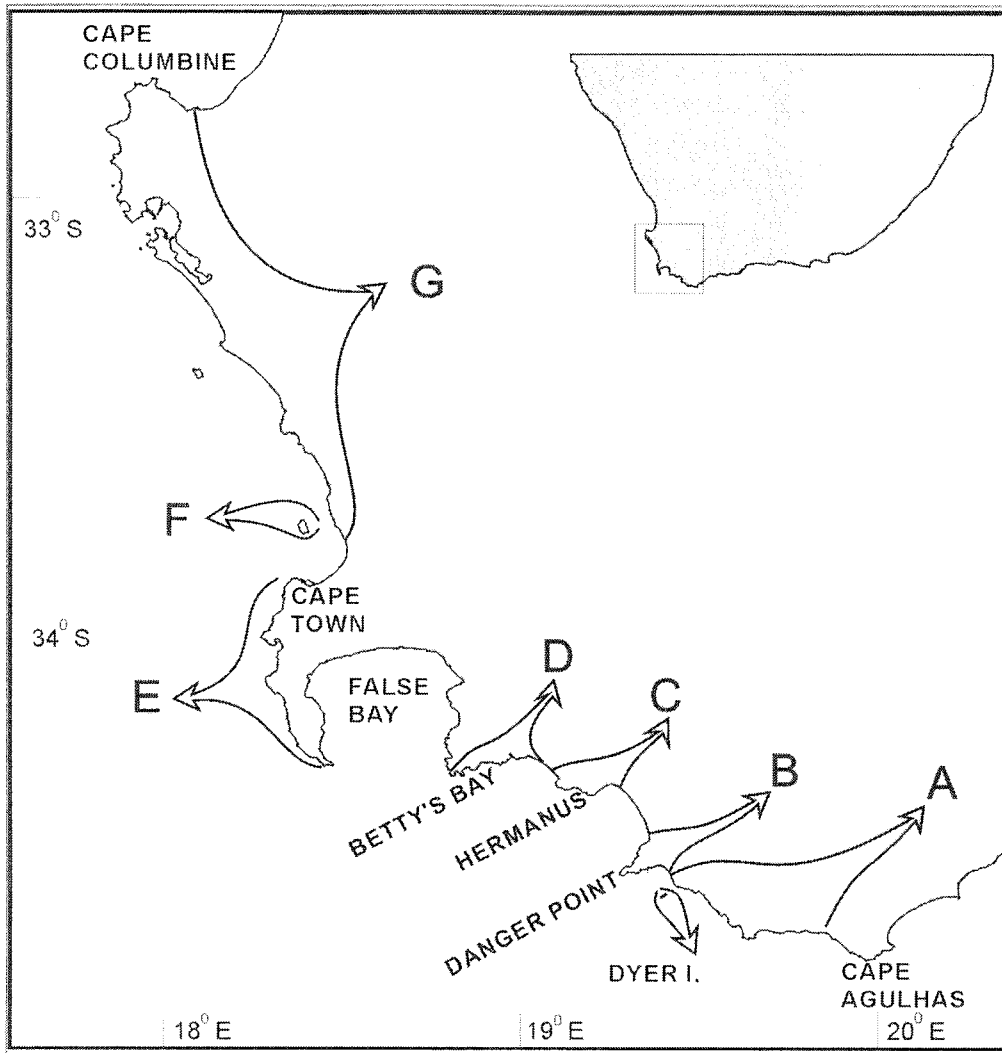 CAPE
COLUMBINE
33° S
G
F
CAPE
TOWN
34° S
D
E
FALSE
BAY
C
B
A
BETTY'S BAY
HERMANUS
DANGER POINT
DYER I.
CAPE
AGULHAS
18° E
19° E
20° E